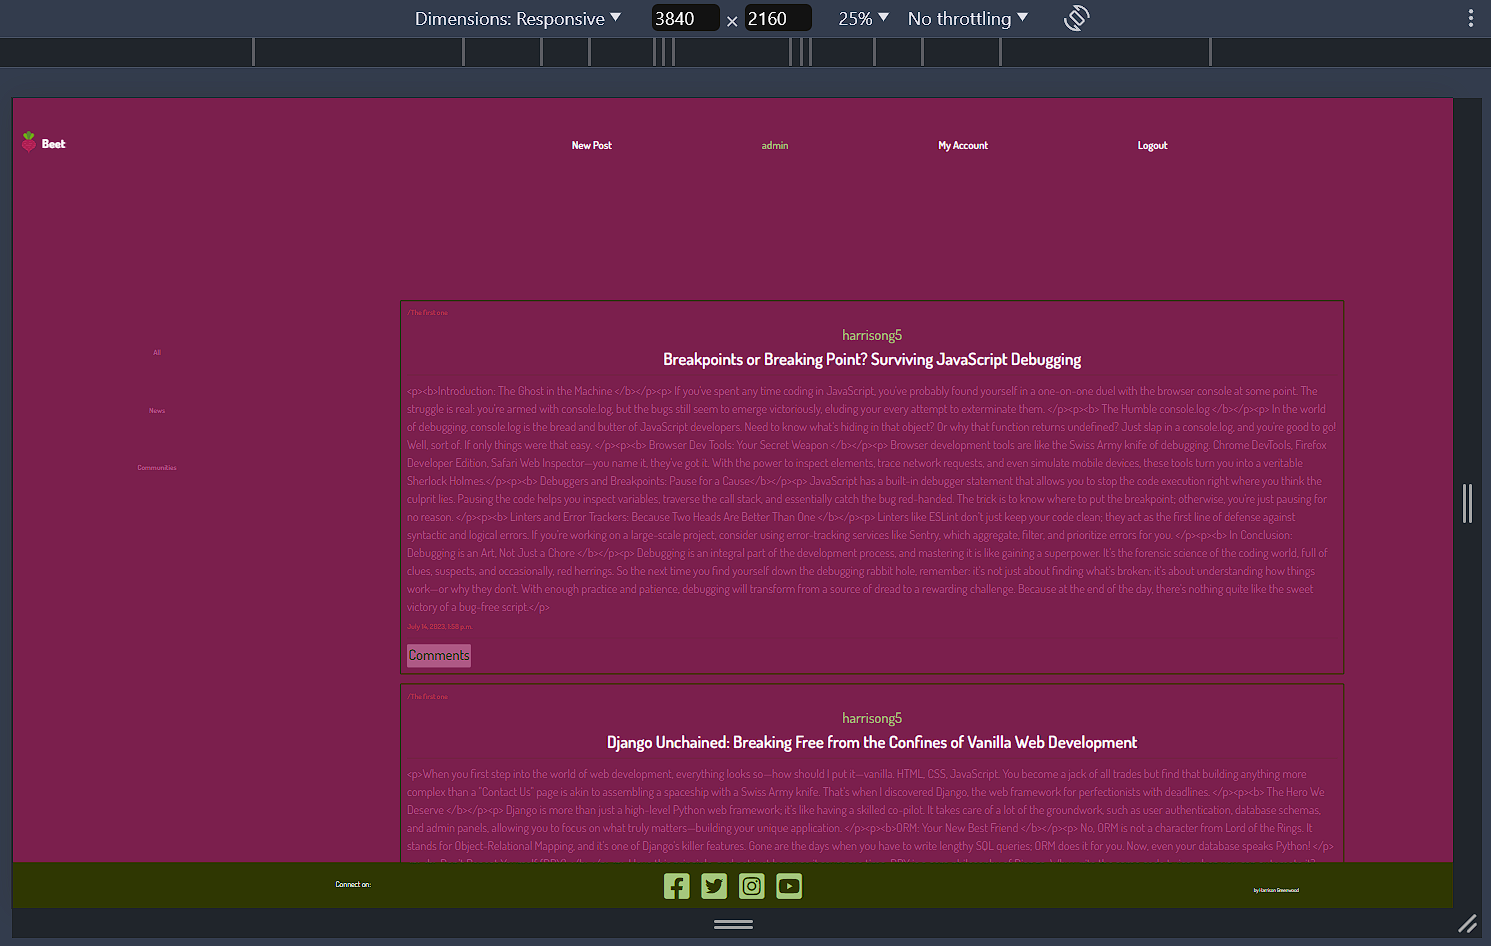 Dimensions: Responsive ▼ 3840 × 2160 25% ▼ No throttling ▼
Beet New Post admin My Account Logout
All
News
Communities
/The first one
harrisong5
Breakpoints or Breaking Point? Surviving JavaScript Debugging
<p><b>Introduction: The Ghost in the Machine </b></p><p> If you've spent any time coding in JavaScript, you've probably found yourself in a one-on-one duel with the browser console at some point. The
struggle is real: you're armed with console.log, but the bugs still seem to emerge victoriously, eluding your every attempt to exterminate them. </p><p><b> The Humble console.log </b></p><p> In the world
of debugging, console.log is the bread and butter of JavaScript developers. Need to know what's hiding in that object? Or why that function returns undefined? Just slap in a console.log, and you're good to go!
Well, sort of. If only things were that easy. </p><p><b> Browser Dev Tools: Your Secret Weapon </b></p><p> Browser development tools are like the Swiss Army knife of debugging. Chrome DevTools, Firefox
Developer Edition, Safari Web Inspector—you name it, they've got it. With the power to inspect elements, trace network requests, and even simulate mobile devices, these tools turn you into a veritable
Sherlock Holmes.</p><p><b> Debuggers and Breakpoints: Pause for a Cause</b></p><p> JavaScript has a built-in debugger statement that allows you to stop the code execution right where you think the
culprit lies. Pausing the code helps you inspect variables, traverse the call stack, and essentially catch the bug red-handed. The trick is to know where to put the breakpoint; otherwise, you're just pausing for
no reason. </p><p><b> Linters and Error Trackers: Because Two Heads Are Better Than One </b></p><p> Linters like ESLint don't just keep your code clean; they act as the first line of defense against
syntactic and logical errors. If you're working on a large-scale project, consider using error-tracking services like Sentry, which aggregate, filter, and prioritize errors for you. </p><p><b> In Conclusion:
Debugging is an Art, Not Just a Chore </b></p><p> Debugging is an integral part of the development process, and mastering it is like gaining a superpower. It's the forensic science of the coding world, full of
clues, suspects, and occasionally, red herrings. So the next time you find yourself down the debugging rabbit hole, remember: it's not just about finding what's broken; it's about understanding how things
work—or why they don't. With enough practice and patience, debugging will transform from a source of dread to a rewarding challenge. Because at the end of the day, there's nothing quite like the sweet
victory of a bug-free script.</p>
July 14, 2023, 1:58 p.m.
Comments
/The first one
harrisong5
Django Unchained: Breaking Free from the Confines of Vanilla Web Development
<p>When you first step into the world of web development, everything looks so—how should I put it—vanilla. HTML, CSS, JavaScript. You become a jack of all trades but find that building anything more
complex than a "Contact Us" page is akin to assembling a spaceship with a Swiss Army knife. That's when I discovered Django, the web framework for perfectionists with deadlines. </p><p><b> The Hero We
Deserve </b></p><p> Django is more than just a high-level Python web framework; it's like having a skilled co-pilot. It takes care of a lot of the groundwork, such as user authentication, database schemas,
and admin panels, allowing you to focus on what truly matters—building your unique application. </p><p><b>ORM: Your New Best Friend </b></p><p> No, ORM is not a character from Lord of the Rings. It
stands for Object-Relational Mapping, and it's one of Django's killer features. Gone are the days when you have to write lengthy SQL queries; ORM does it for you. Now, even your database speaks Python! </p>
Connect on:
by Harrison Greenwood